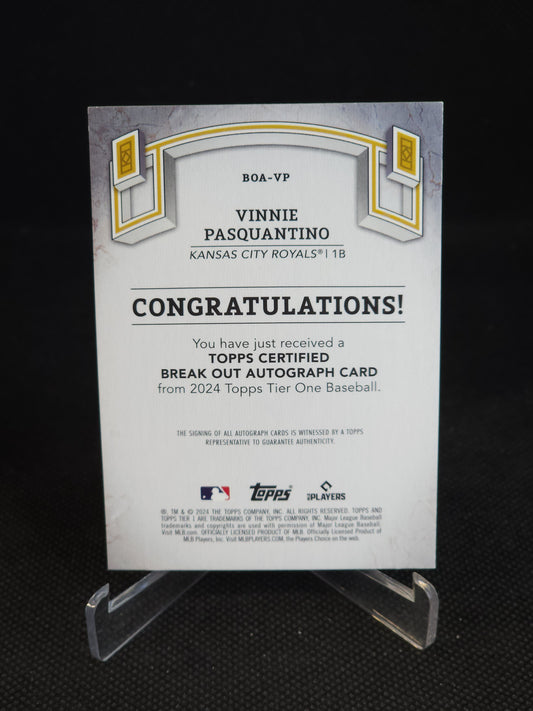 BOA-VP
VINNIE
PASQUANTINO
KANSAS CITY ROYALS® | 1B
CONGRATULATIONS!
You have just received a
TOPPS CERTIFIED
BREAK OUT AUTOGRAPH CARD
from 2024 Topps Tier One Baseball.
THE SIGNING OF ALL AUTOGRAPH CARDS IS WITNESSED BY A TOPPS
REPRESENTATIVE TO GUARANTEE AUTHENTICITY.
topps
PLAYERS
®, TM & © 2024 THE TOPPS COMPANY, INC. ALL RIGHTS RESERVED. TOPPS AND
TOPPS TIER 1 ARE TRADEMARKS OF THE TOPPS COMPANY, INC. Major League Baseball
trademarks and copyrights are used with permission of Major League Baseball.
Visit MLB.com. OFFICIALLY LICENSED PRODUCT OF MLB. Officially Licensed Product of
MLB Players, Inc. Visit MLBPLAYERS.COM, the Players Choice on the web.